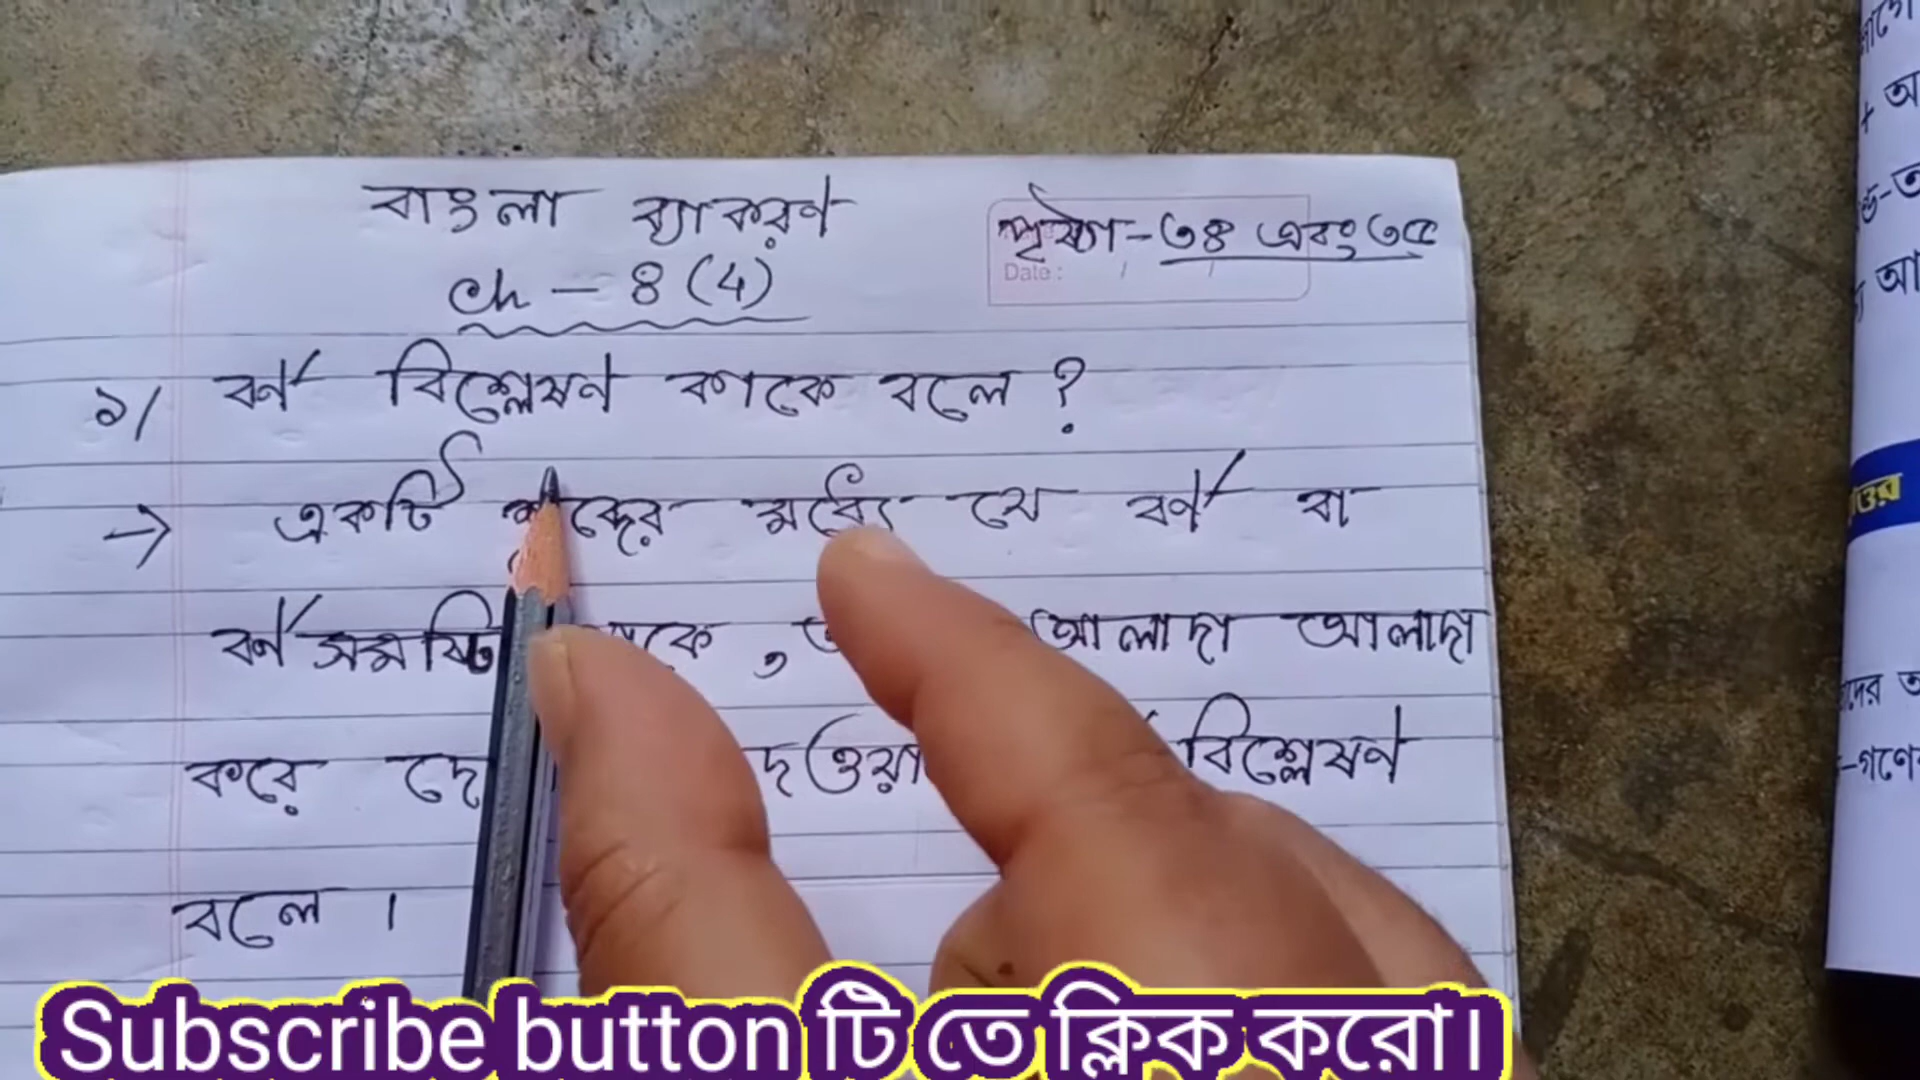 বাংলা ব্যাকরণ
পৃষ্ঠা-৩৪ এবং ৩৫
Date : / /
ch - ৪ (4)
১/ বর্ণ বিশ্লেষণ কাকে বলে ?
→ একটি শব্দের মধ্যে যে বর্ণ বা
বর্ণসমষ্টি , আলাদা আলাদা
করে বিশ্লেষণ
বলে ।
+ অ
আ
-গণে
Subscribe button টি তে ক্লিক করো।